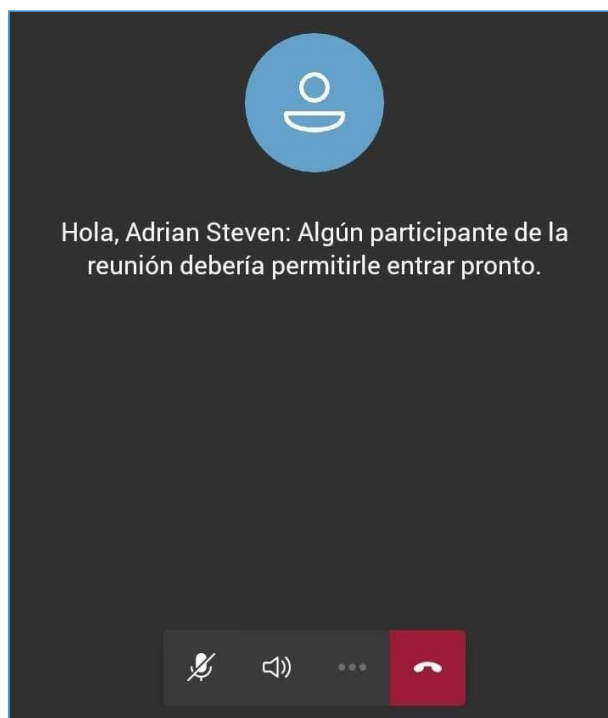 Hola, Adrian Steven: Algún participante de la
reunión debería permitirle entrar pronto.